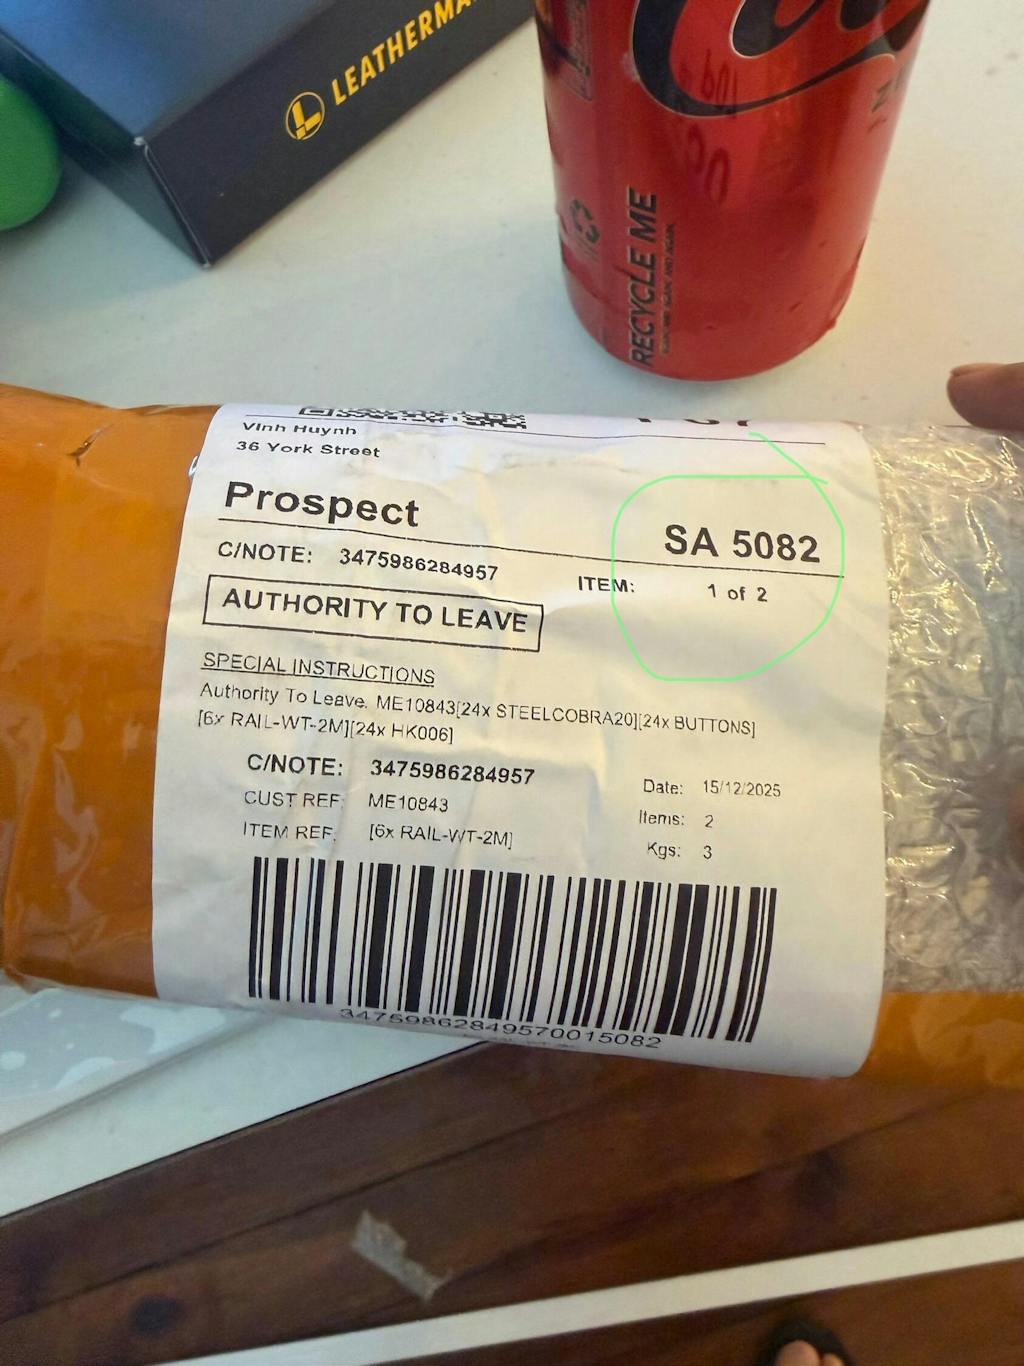 LEATHERMA
RECYCLE ME
Vinh Huynh
36 York Street
Prospect
SA 5082
C/NOTE: 3475986284957
ITEM: 1 of 2
AUTHORITY TO LEAVE
SPECIAL INSTRUCTIONS
Authority To Leave. ME10843[24x STEELCOBRA20][24x BUTTONS]
[6x RAIL-WT-2M][24x HK006]
C/NOTE: 3475986284957
Date: 15/12/2025
CUST REF: ME10843
Items: 2
ITEM REF: [6x RAIL-WT-2M]
Kgs: 3
34759862849570015082